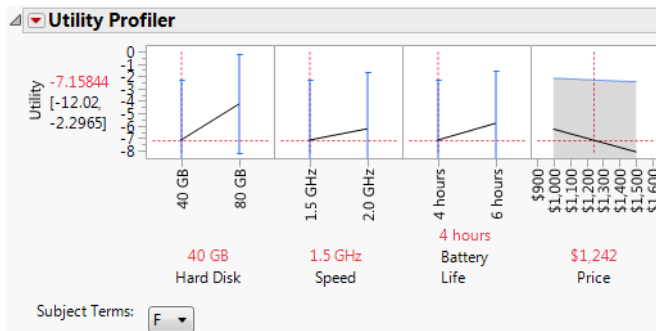 Utility Profiler
Utility
-7.15844
[-12.02,
-2.2965]
0
-1
-2
-3
-4
-5
-6
-7
-8
40 GB
80 GB
1.5 GHz
2.0 GHz
4 hours
6 hours
$900
$1,000
$1,100
$1,200
$1,300
$1,400
$1,500
$1,600
40 GB
Hard Disk
1.5 GHz
Speed
4 hours
Battery
Life
$1,242
Price
Subject Terms:
F